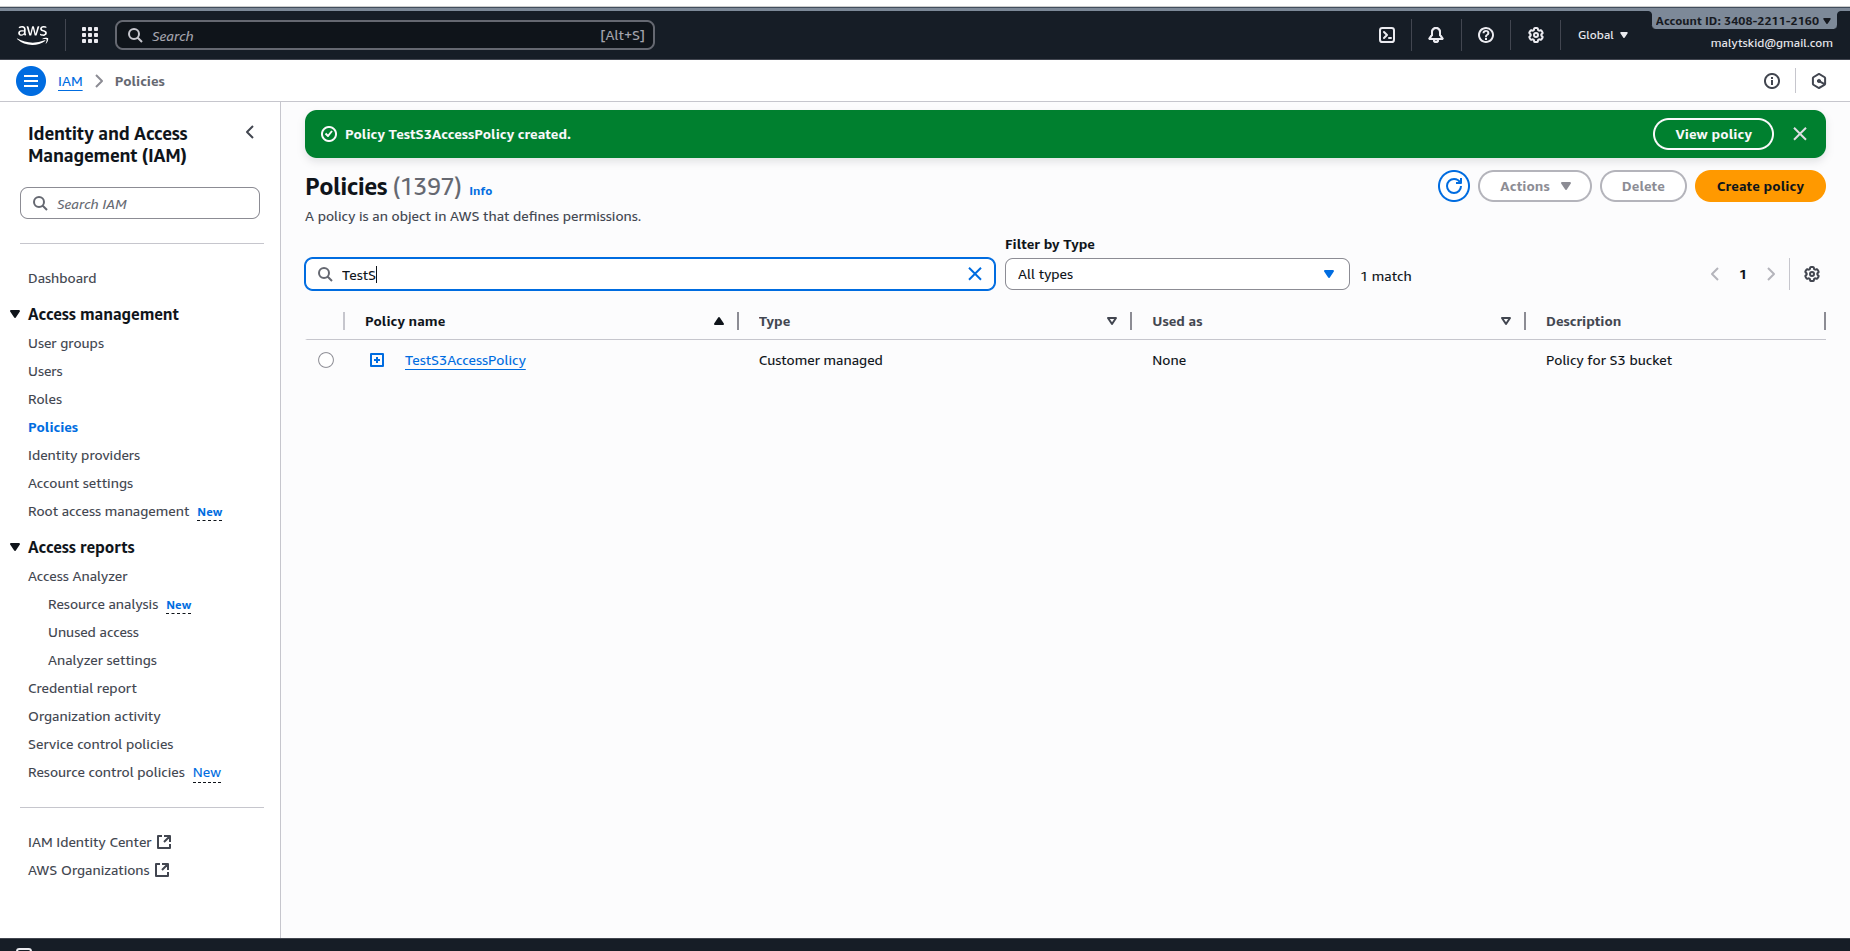 aws
Search [Alt+S]
Global
Account ID: 3408-2211-2160
malytskid@gmail.com
IAM
Policies
Identity and Access
Management (IAM)
Search IAM
Dashboard
Access management
User groups
Users
Roles
Policies
Identity providers
Account settings
Root access management New
Access reports
Access Analyzer
Resource analysis New
Unused access
Analyzer settings
Credential report
Organization activity
Service control policies
Resource control policies New
IAM Identity Center
AWS Organizations
Policy TestS3AccessPolicy created.
View policy
Policies (1397) Info
Actions
Delete
Create policy
A policy is an object in AWS that defines permissions.
Filter by Type
TestS
All types
1 match
1
Policy name Type Used as Description
TestS3AccessPolicy Customer managed None Policy for S3 bucket